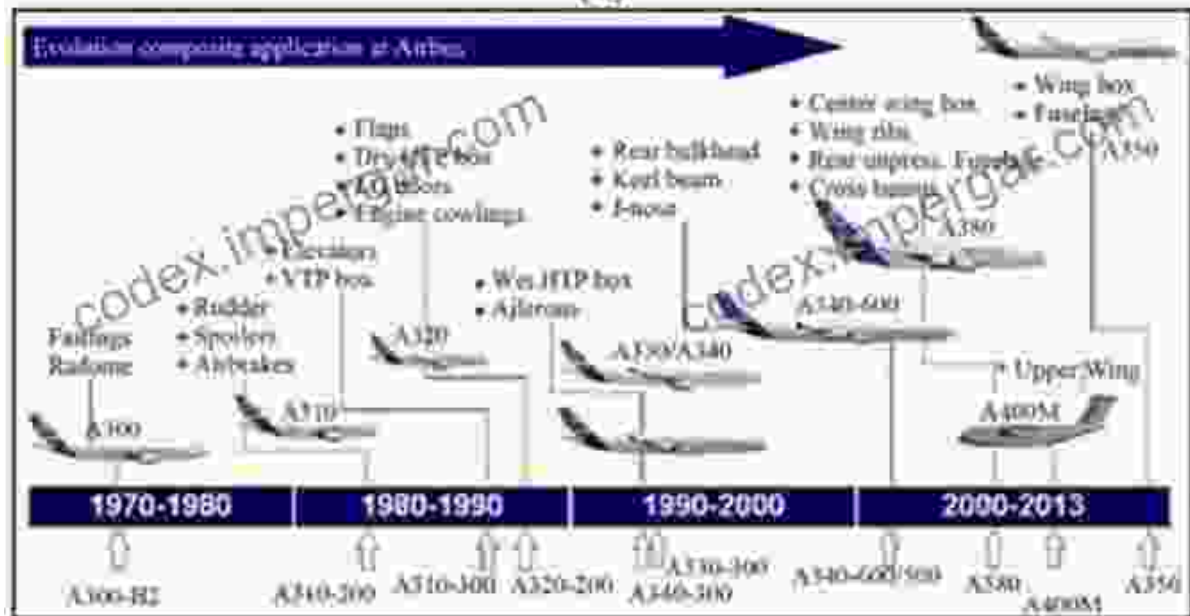 Evolution composite application at Airbus
• Wing box
• Fuselage
A350
• Center wing box
• Wing ribs
• Rear unpress. Fuselage
• Cross beams
A380
• Flaps
• Dry HTP box
• LG doors
• Engine cowlings
• Rear bulkhead
• Keel beam
• J-nose
• Elevators
• VTP box
• Wet HTP box
• Ailerons
A340-600
• Rudder
• Spoilers
• Airbrakes
Fairings
Radome
A320
A330/A340
• Upper Wing
A300
A310
A400M
1970-1980
1980-1990
1990-2000
2000-2013
A300-B2
A310-200
A310-300
A320-200
A330-300
A340-300
A340-600/500
A380
A400M
A350
codex.impergar.com
codex.impergar.com